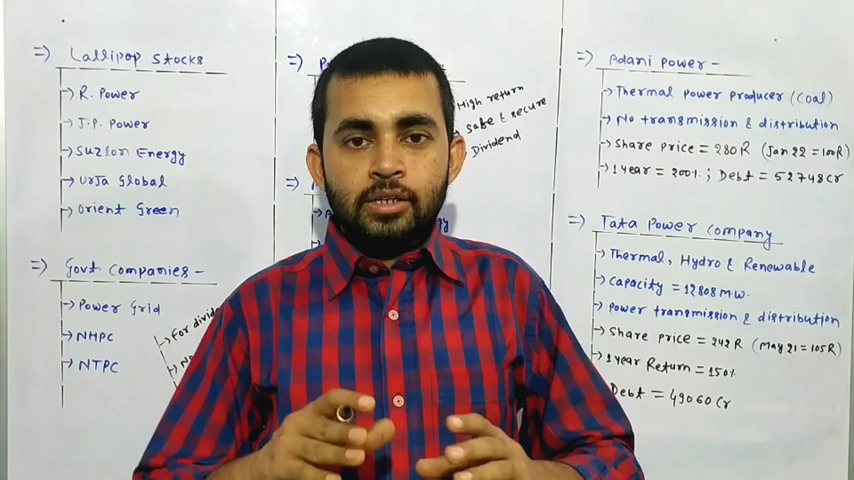 => Lallipop stocks
→ R. Power
→ J.P. Power
→ Suzlon Energy
→ Urja Global
→ Orient Green
=> Govt companies -
→ Power Grid
→ NHPC
→ NTPC
→ For
=>
High return
Safe & secure
Dividend
=>
=> Adani power -
→ Thermal power producer (coal)
→ No transmission & distribution
→ Share price = 280R (Jan 22 = 100R)
→ 1 year = 200%; Debt = 52748cr
=> Tata Power company
→ Thermal, Hydro & Renewable
→ capacity = 12808 M.W.
→ Power transmission & distribution
→ Share price = 242R (May 21 = 105R)
→ 1 year Return = 150%
Debt = 49060 Cr